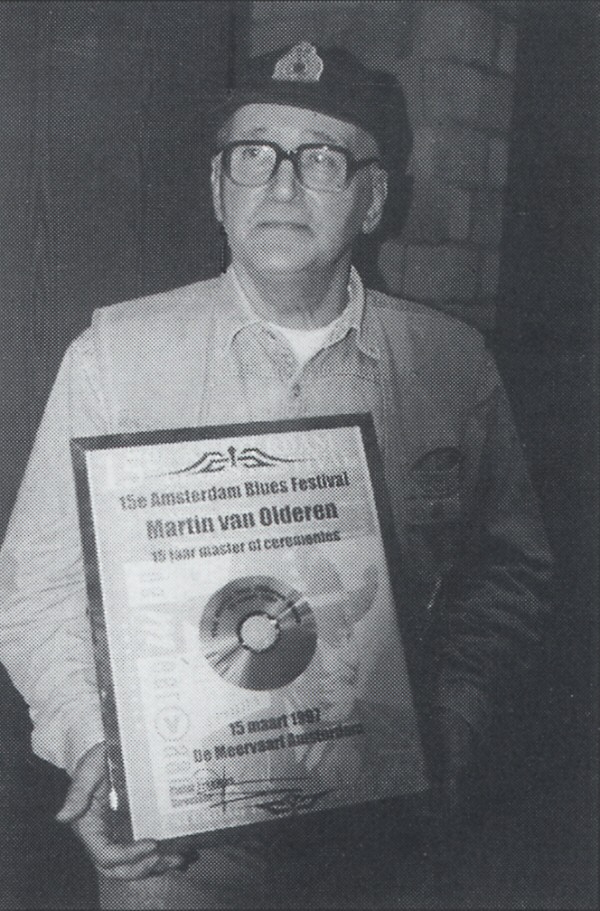 15e Amsterdam Blues Festival
Martin van Olderen
15 jaar master of ceremonies
15 maart 1997
De Meervaart Amsterdam